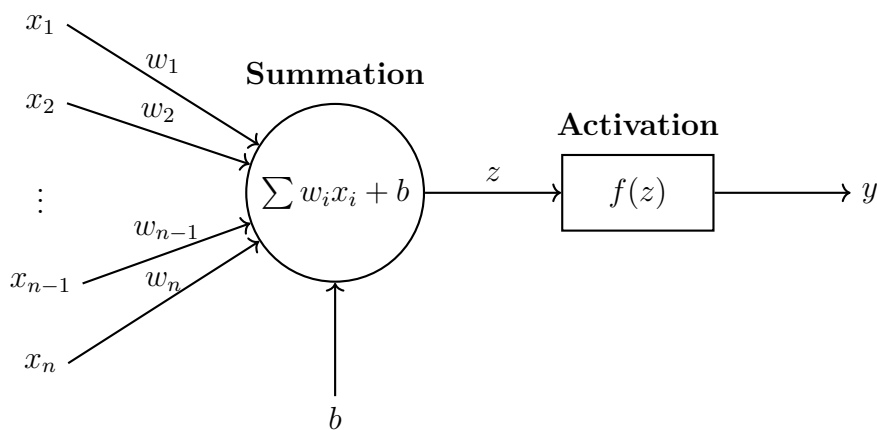 x_1
w_1
Summation
x_2
w_2
Activation
⋮
∑ w_i x_i + b
z
f(z)
y
w_{n−1}
x_{n−1}
w_n
x_n
b